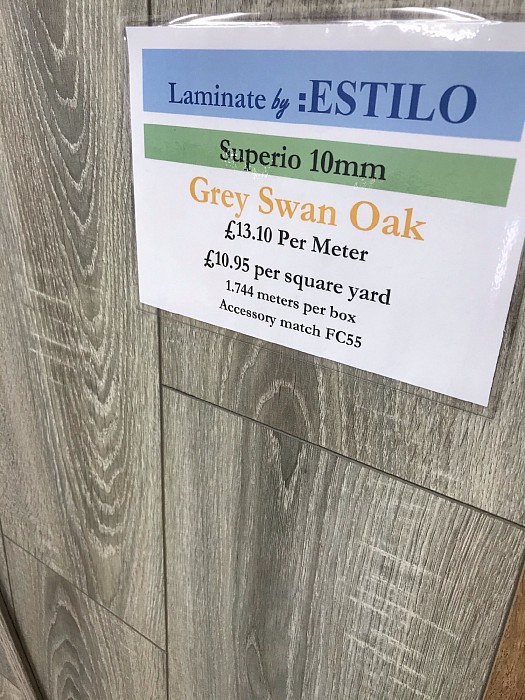 Laminate by :ESTILO
Superio 10mm
Grey Swan Oak
£13.10 Per Meter
£10.95 per square yard
1.744 meters per box
Accessory match FC55